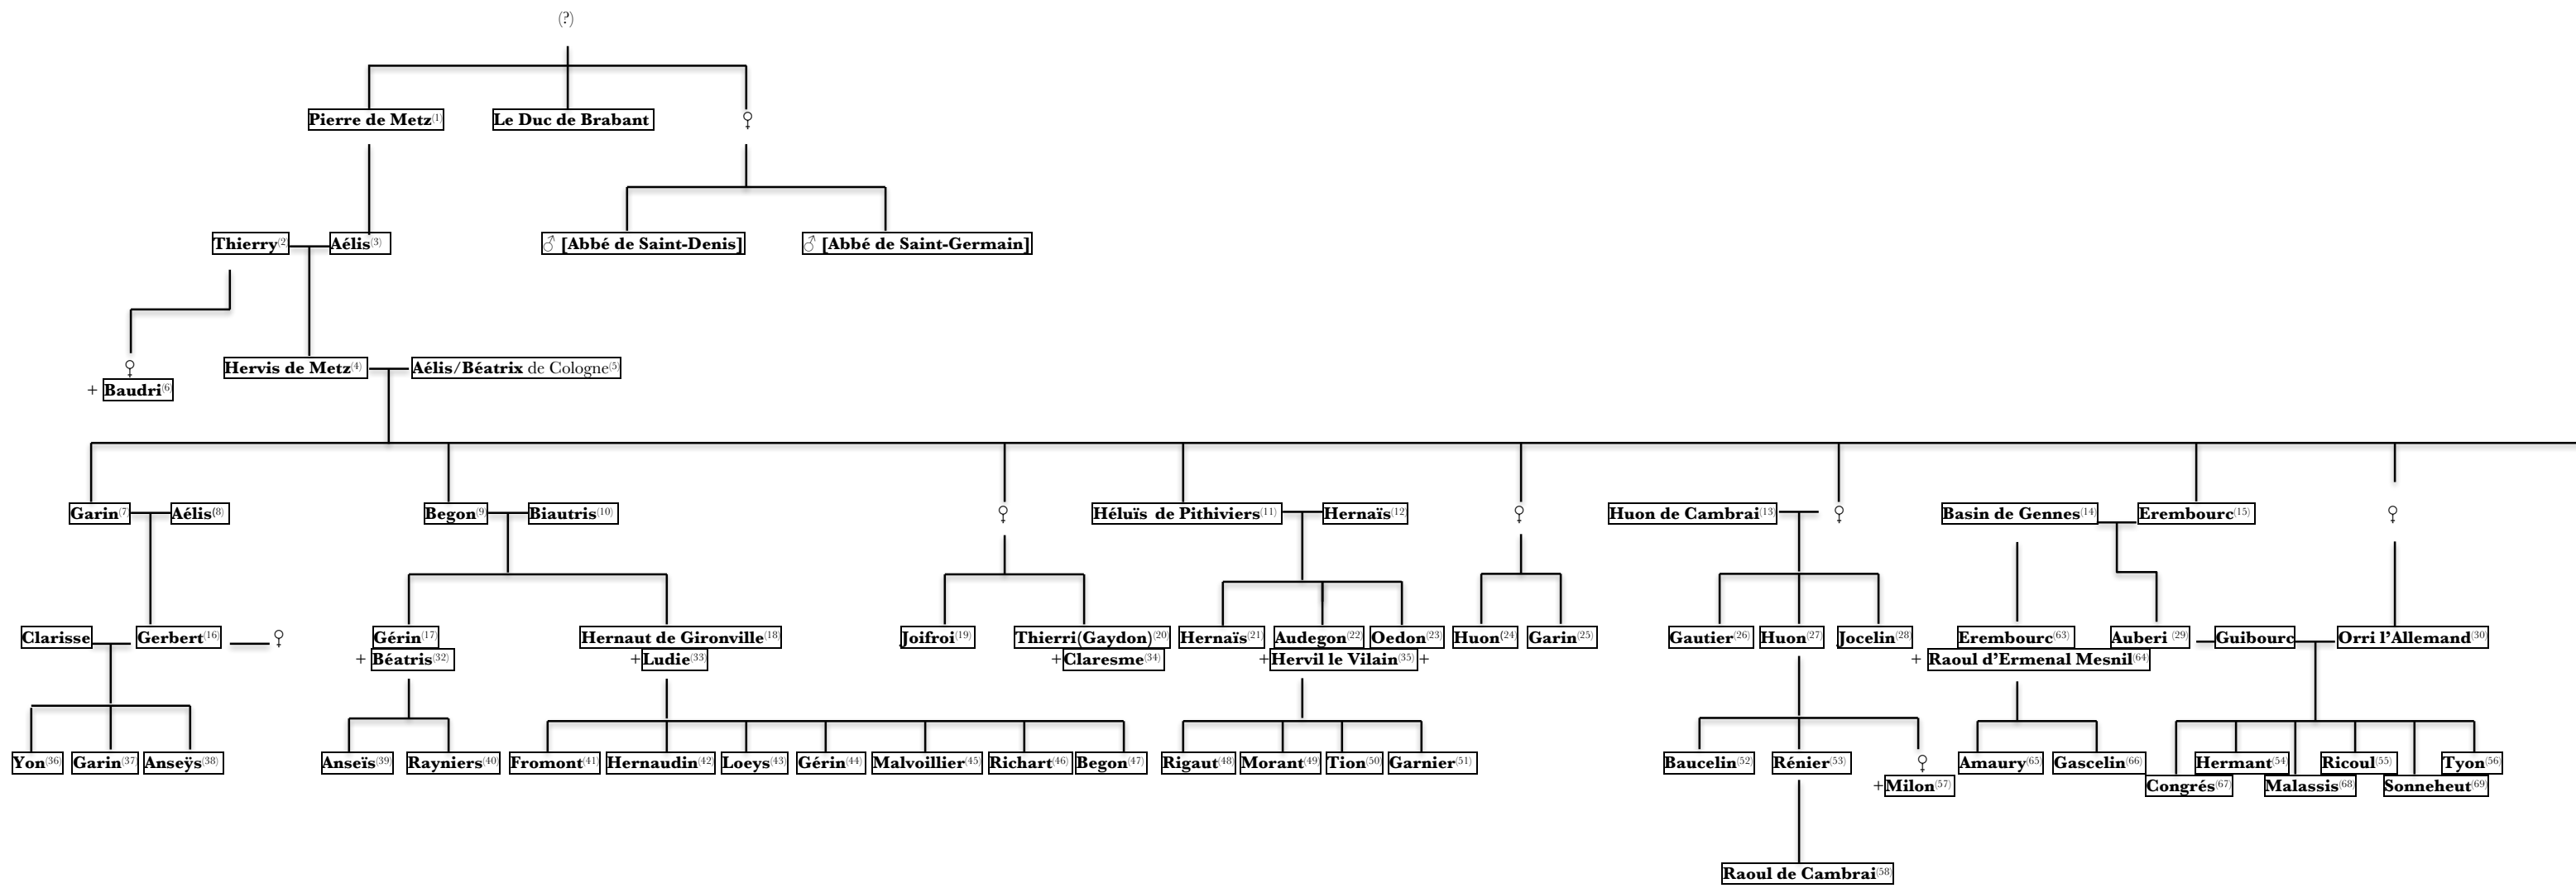 (?)
Pierre de Metz(1) Le Duc de Brabant ♀
Thierry(2) Aélis(3) ♂ [Abbé de Saint-Denis] ♂ [Abbé de Saint-Germain]
♀ Hervis de Metz(4) Aélis/Béatrix de Cologne(5)
+ Baudri(6)
Garin(7) Aélis(8) Begon(9) Biautris(10) ♀ Héluïs de Pithiviers(11) Hernaïs(12) ♀ Huon de Cambrai(13) ♀ Basin de Gennes(14) Erembourc(15) ♀
Clarisse Gerbert(16) ♀ Gérin(17) Hernaut de Gironville(18) Joifroi(19) Thierri(Gaydon)(20) Hernaïs(21) Audegon(22) Oedon(23) Huon(24) Garin(25) Gautier(26) Huon(27) Jocelin(28) Erembourc(63) Auberi (29) Guibourc Orri l'Allemand(30)
+ Béatris(32) +Ludie(33) +Claresme(34) +Hervil le Vilain(35)+ + Raoul d'Ermenal Mesnil(64)
Yon(36) Garin(37) Anseÿs(38) Anseïs(39) Rayniers(40) Fromont(41) Hernaudin(42) Loeys(43) Gérin(44) Malvoillier(45) Richart(46) Begon(47) Rigaut(48) Morant(49) Tion(50) Garnier(51) Baucelin(52) Rénier(53) ♀ Amaury(65) Gascelin(66) Hermant(54) Ricoul(55) Tyon(56)
+Milon(57) Congrés(67) Malassis(68) Sonneheut(69)
Raoul de Cambrai(58)